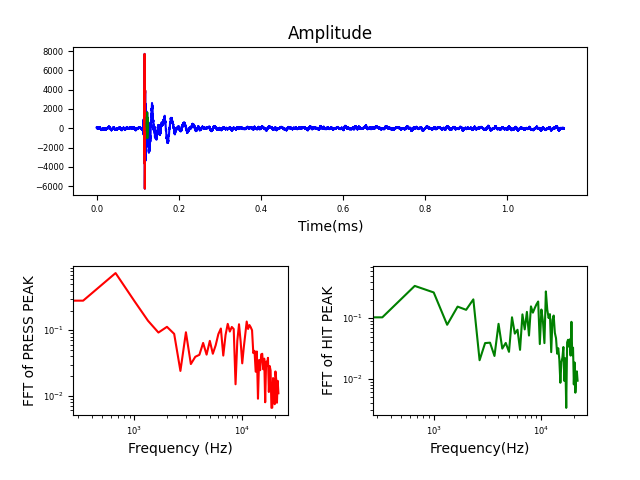 Amplitude
8000
6000
4000
2000
0
−2000
−4000
−6000
0.0 0.2 0.4 0.6 0.8 1.0
Time(ms)
FFT of PRESS PEAK
10⁻¹
10⁻²
10³ 10⁴
Frequency (Hz)
FFT of HIT PEAK
10⁻¹
10⁻²
10³ 10⁴
Frequency(Hz)